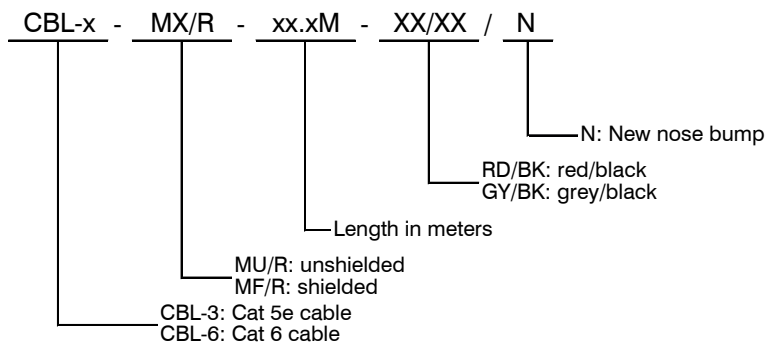 CBL-x - MX/R - xx.xM - XX/XX / N
N: New nose bump
RD/BK: red/black
GY/BK: grey/black
Length in meters
MU/R: unshielded
MF/R: shielded
CBL-3: Cat 5e cable
CBL-6: Cat 6 cable